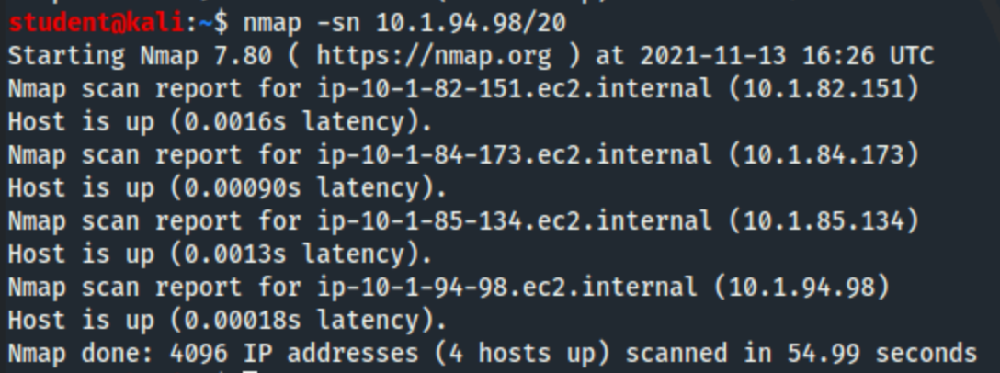 student@kali:~$ nmap -sn 10.1.94.98/20
Starting Nmap 7.80 ( https://nmap.org ) at 2021-11-13 16:26 UTC
Nmap scan report for ip-10-1-82-151.ec2.internal (10.1.82.151)
Host is up (0.0016s latency).
Nmap scan report for ip-10-1-84-173.ec2.internal (10.1.84.173)
Host is up (0.00090s latency).
Nmap scan report for ip-10-1-85-134.ec2.internal (10.1.85.134)
Host is up (0.0013s latency).
Nmap scan report for ip-10-1-94-98.ec2.internal (10.1.94.98)
Host is up (0.00018s latency).
Nmap done: 4096 IP addresses (4 hosts up) scanned in 54.99 seconds